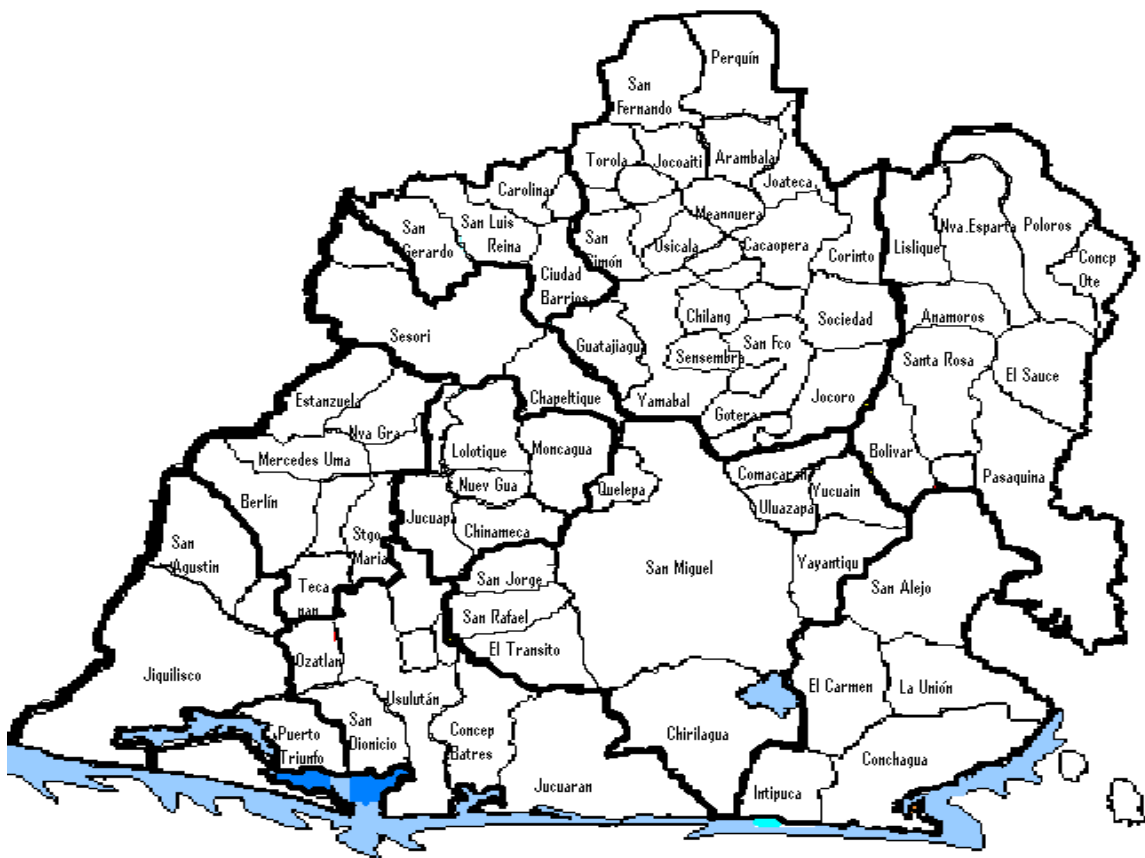 Perquín
San
Fernando
Torola
Jocoaiti
Arambala
Joateca
Carolina
San Luis
Reina
San
Gerardo
Meanguera
San
Simón
Osicala
Cacaopera
Corinto
Lislique
Nva.Esparta
Poloros
Concp
Ote
Ciudad
Barrios
Sesori
Chilang
Sociedad
Anamoros
Guatajiagu
Sensembra
San Fco
Santa Rosa
El Sauce
Estanzuela
Chapeltique
Yamabal
Gotera
Jocoro
Nva Gra
Mercedes Uma
Lolotique
Moncagua
Comacaran
Bolivar
Pasaquina
Berlín
Nuev Gua
Quelepa
Uluazapa
Yucuain
Jucuapa
Chinameca
San
Agustin
Stgo
Maria
San Miguel
Yayantiqu
San Alejo
Teca
nan
San Jorge
San Rafael
El Transito
Ozatlan
Jiquilisco
El Carmen
La Unión
Usulután
Puerto
Triunfo
San
Dionicio
Concep
Batres
Chirilagua
Conchagua
Jucuaran
Intipuca